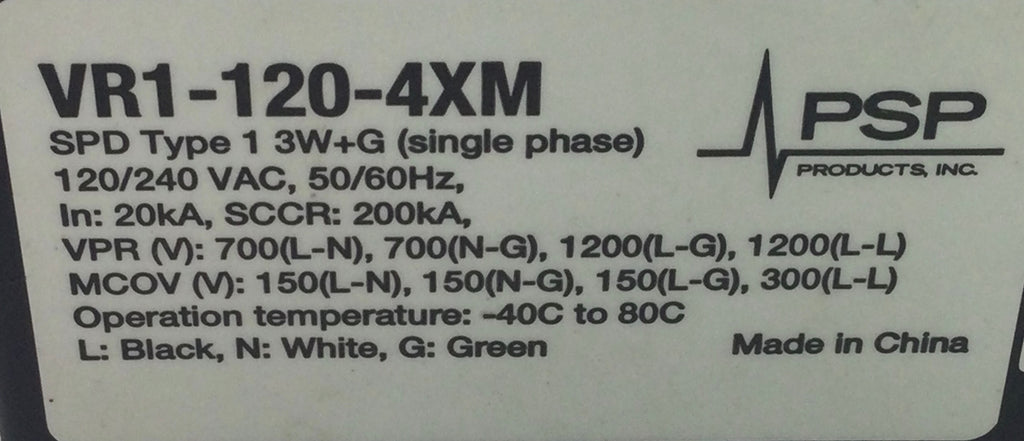 VR1-120-4XM
SPD Type 1 3W+G (single phase)
120/240 VAC, 50/60Hz,
In: 20kA, SCCR: 200kA,
VPR (V): 700(L-N), 700(N-G), 1200(L-G), 1200(L-L)
MCOV (V): 150(L-N), 150(N-G), 150(L-G), 300(L-L)
Operation temperature: -40C to 80C
L: Black, N: White, G: Green
Made in China
PSP
PRODUCTS, INC.